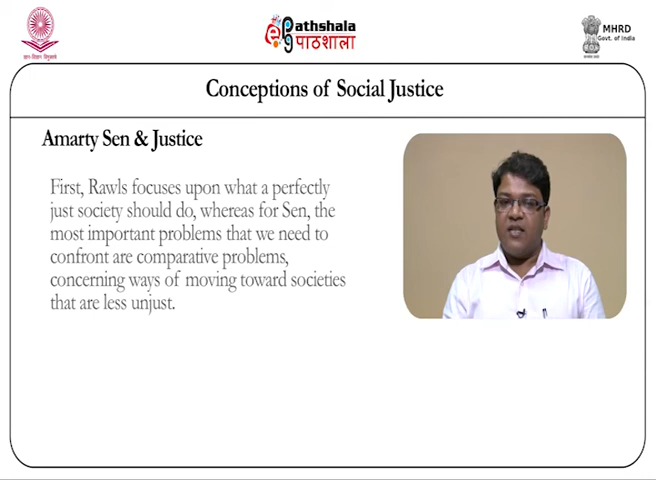 Pathshala
पाठशाला
MHRD
Govt. of India
Conceptions of Social Justice
Amarty Sen & Justice
First, Rawls focuses upon what a perfectly
just society should do, whereas for Sen, the
most important problems that we need to
confront are comparative problems,
concerning ways of moving toward societies
that are less unjust.